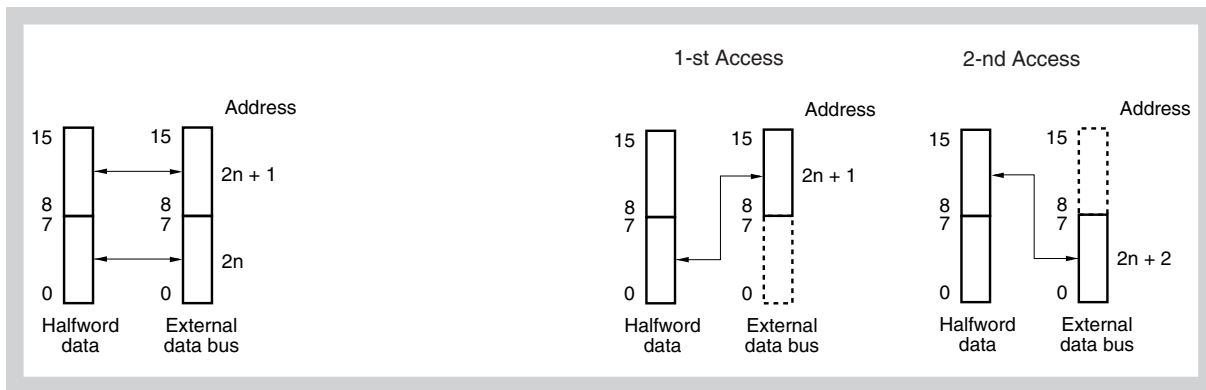 1-st Access
2-nd Access
Address
15
15
2n + 1
8
7
8
7
2n
0
0
Halfword
data
External
data bus
Address
15
15
2n + 1
8
7
8
7
0
0
Halfword
data
External
data bus
Address
15
15
8
7
8
7
2n + 2
0
0
Halfword
data
External
data bus